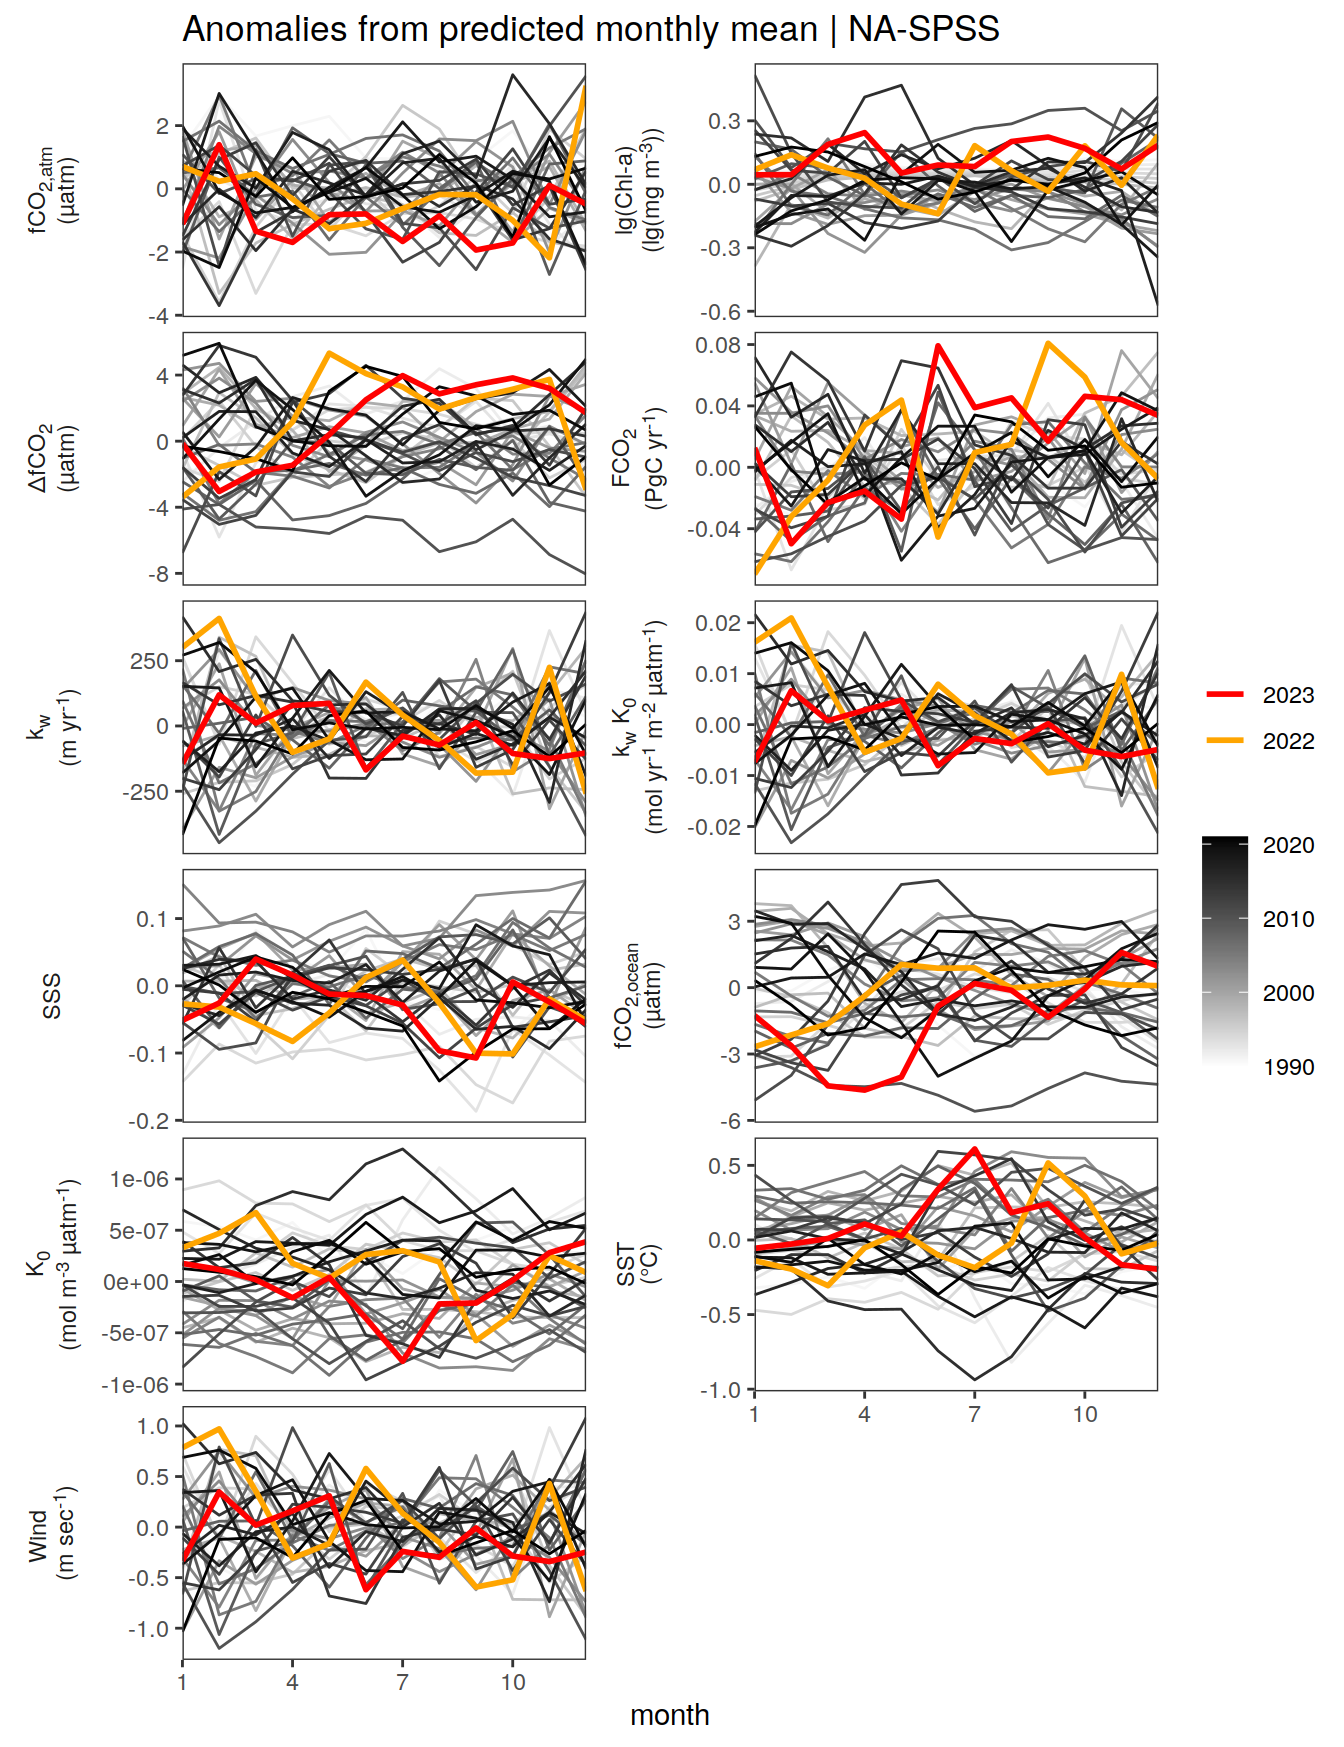 Anomalies from predicted monthly mean | NA-SPSS
fCO2,atm
(µatm)
2
0
-2
-4
lg(Chl-a)
(lg(mg m-3))
0.3
0.0
-0.3
-0.6
ΔfCO2
(µatm)
4
0
-4
-8
FCO2
(PgC yr-1)
0.08
0.04
0.00
-0.04
kw
(m yr-1)
250
0
-250
kw K0
(mol yr-1 m-2 µatm-1)
0.02
0.01
0.00
-0.01
-0.02
SSS
0.1
0.0
-0.1
-0.2
fCO2,ocean
(µatm)
3
0
-3
-6
K0
(mol m-3 µatm-1)
1e-06
5e-07
0e+00
-5e-07
-1e-06
SST
(°C)
0.5
0.0
-0.5
-1.0
1 4 7 10
Wind
(m sec-1)
1.0
0.5
0.0
-0.5
-1.0
1 4 7 10
month
2023
2022
2020
2010
2000
1990